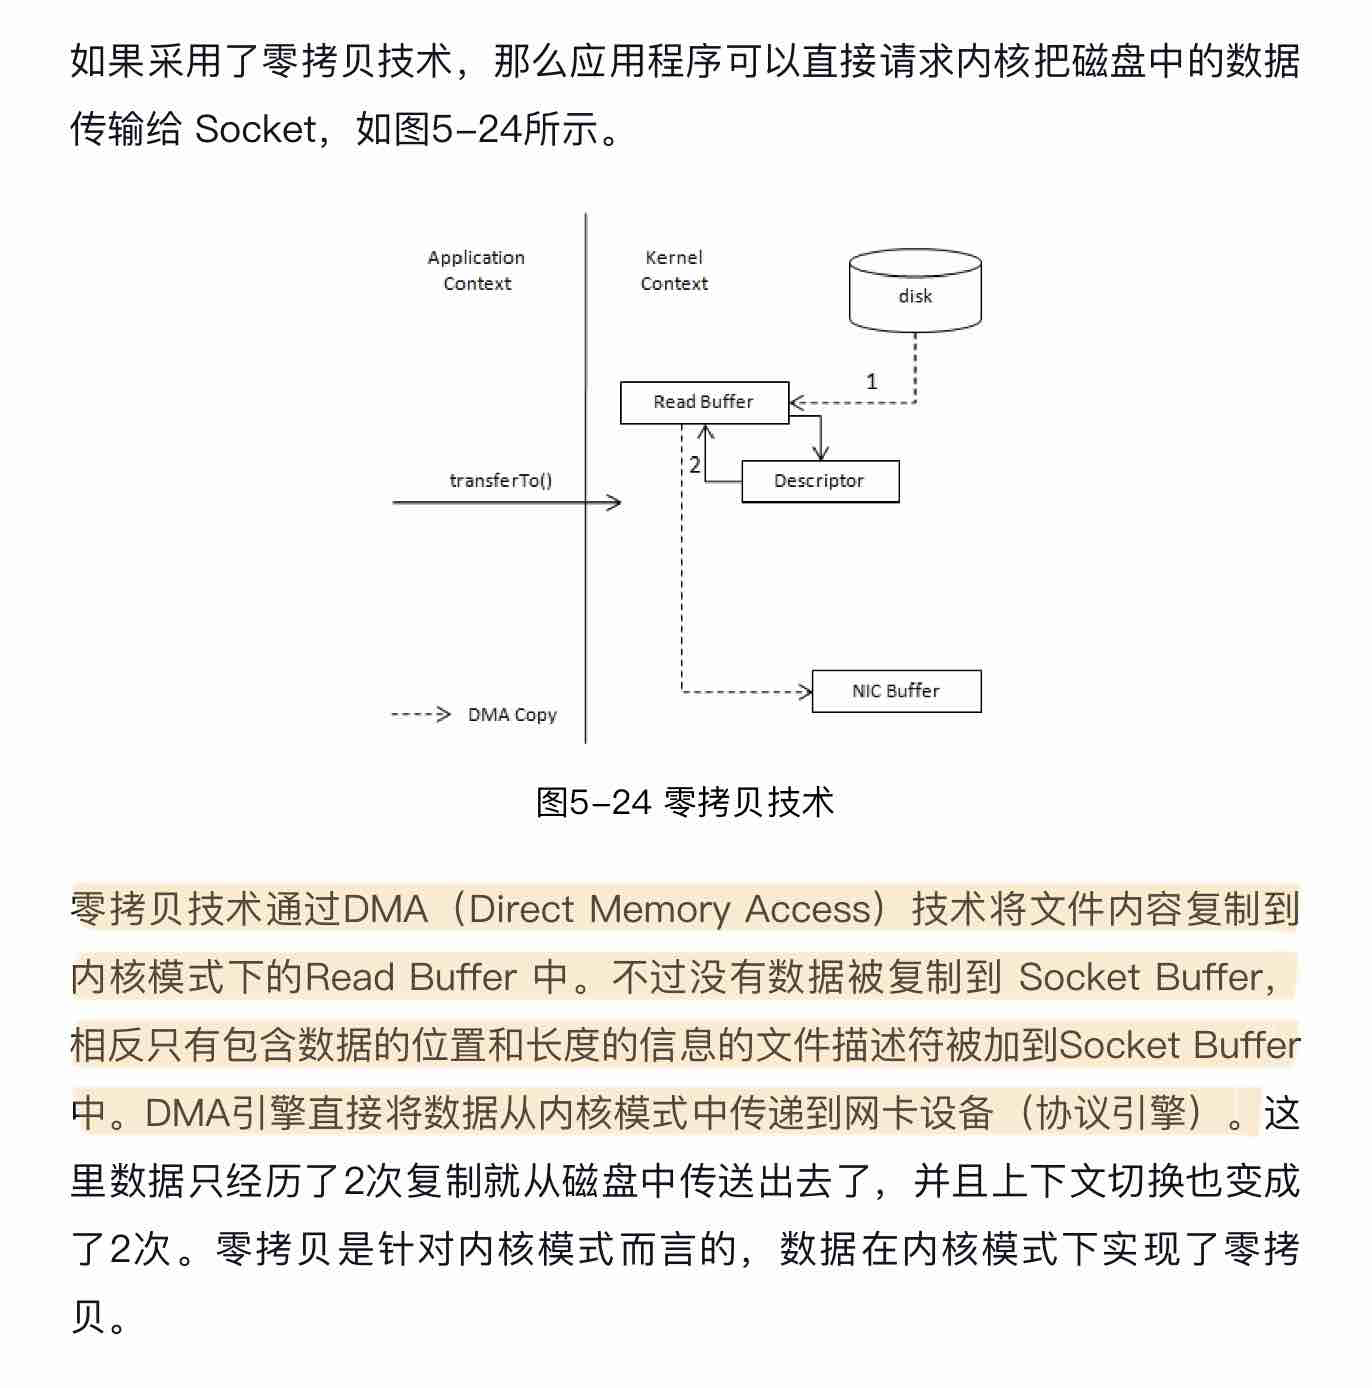 如果采用了零拷贝技术，那么应用程序可以直接请求内核把磁盘中的数据
传输给 Socket，如图5-24所示。
Application
Context
Kernel
Context
disk
1
Read Buffer
2
Descriptor
transferTo()
NIC Buffer
DMA Copy
图5-24 零拷贝技术
零拷贝技术通过DMA（Direct Memory Access）技术将文件内容复制到
内核模式下的Read Buffer 中。不过没有数据被复制到 Socket Buffer，
相反只有包含数据的位置和长度的信息的文件描述符被加到Socket Buffer
中。DMA引擎直接将数据从内核模式中传递到网卡设备（协议引擎）。这
里数据只经历了2次复制就从磁盘中传送出去了，并且上下文切换也变成
了2次。零拷贝是针对内核模式而言的，数据在内核模式下实现了零拷
贝。